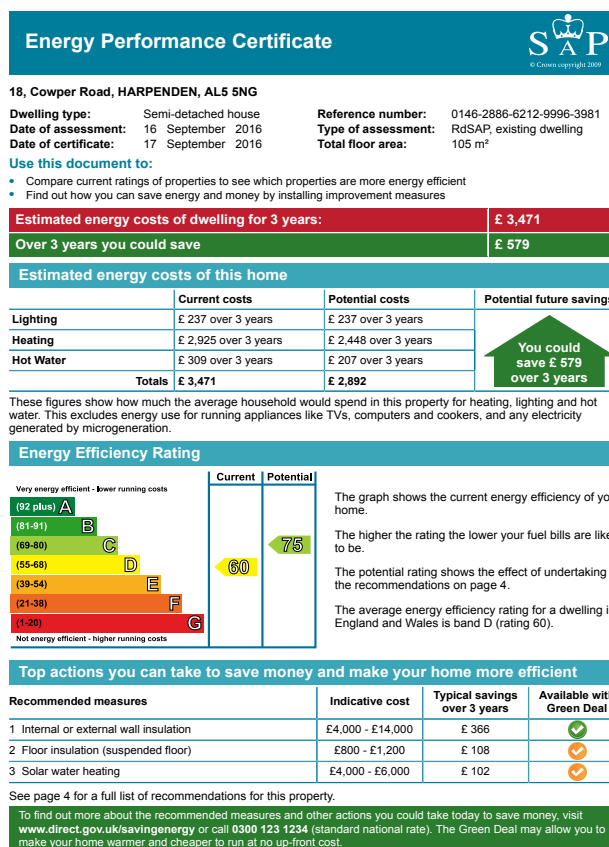 Energy Performance Certificate
SAP
© Crown copyright 2009
18, Cowper Road, HARPENDEN, AL5 5NG
Dwelling type: Semi-detached house
Reference number: 0146-2886-6212-9996-3981
Date of assessment: 16 September 2016
Type of assessment: RdSAP, existing dwelling
Date of certificate: 17 September 2016
Total floor area: 105 m²
Use this document to:
• Compare current ratings of properties to see which properties are more energy efficient
• Find out how you can save energy and money by installing improvement measures
Estimated energy costs of dwelling for 3 years: £ 3,471
Over 3 years you could save £ 579
Estimated energy costs of this home
Current costs Potential costs Potential future savings
Lighting £ 237 over 3 years £ 237 over 3 years
Heating £ 2,925 over 3 years £ 2,448 over 3 years
Hot Water £ 309 over 3 years £ 207 over 3 years
Totals £ 3,471 £ 2,892
You could
save £ 579
over 3 years
These figures show how much the average household would spend in this property for heating, lighting and hot
water. This excludes energy use for running appliances like TVs, computers and cookers, and any electricity
generated by microgeneration.
Energy Efficiency Rating
Current Potential
Very energy efficient - lower running costs
(92 plus) A
(81-91) B
(69-80) C
(55-68) D
(39-54) E
(21-38) F
(1-20) G
Not energy efficient - higher running costs
60
75
The graph shows the current energy efficiency of yo
home.
The higher the rating the lower your fuel bills are like
to be.
The potential rating shows the effect of undertaking
the recommendations on page 4.
The average energy efficiency rating for a dwelling i
England and Wales is band D (rating 60).
Top actions you can take to save money and make your home more efficient
Recommended measures Indicative cost Typical savings over 3 years Available with Green Deal
1 Internal or external wall insulation £4,000 - £14,000 £ 366
2 Floor insulation (suspended floor) £800 - £1,200 £ 108
3 Solar water heating £4,000 - £6,000 £ 102
See page 4 for a full list of recommendations for this property.
To find out more about the recommended measures and other actions you could take today to save money, visit
www.direct.gov.uk/savingenergy or call 0300 123 1234 (standard national rate). The Green Deal may allow you to
make your home warmer and cheaper to run at no up-front cost.